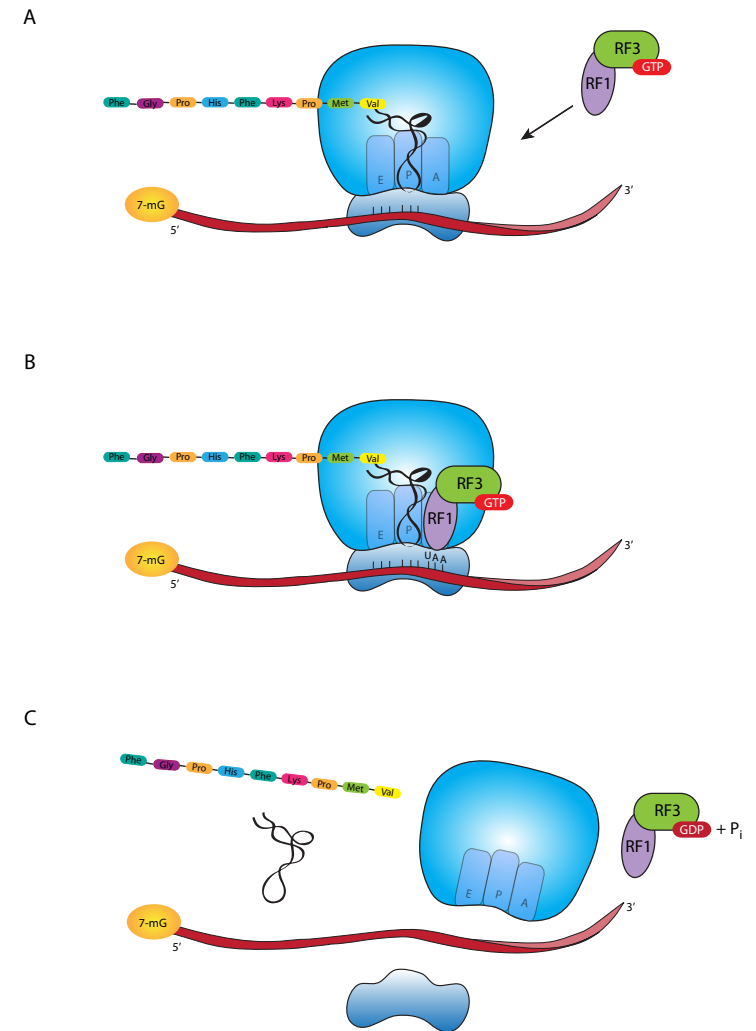 A
RF3
GTP
RF1
Phe Gly Pro His Phe Lys Pro Met Val
E P A
7-mG
5′
3′
B
Phe Gly Pro His Phe Lys Pro Met Val
RF3
GTP
RF1
E P
UAA
7-mG
5′
3′
C
Phe Gly Pro His Phe Lys Pro Met Val
RF3
GDP + Pi
RF1
E P A
7-mG
5′
3′